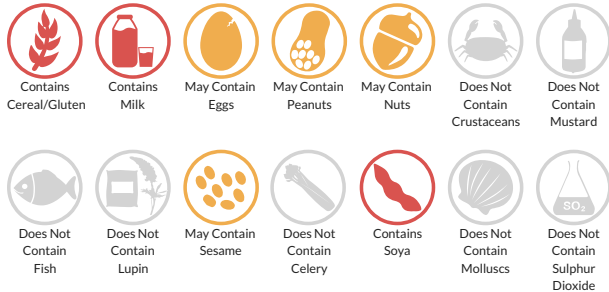 Contains
Cereal/Gluten
Contains
Milk
May Contain
Eggs
May Contain
Peanuts
May Contain
Nuts
Does Not
Contain
Crustaceans
Does Not
Contain
Mustard
Does Not
Contain
Fish
Does Not
Contain
Lupin
May Contain
Sesame
Does Not
Contain
Celery
Contains
Soya
Does Not
Contain
Molluscs
SO₂
Does Not
Contain
Sulphur
Dioxide